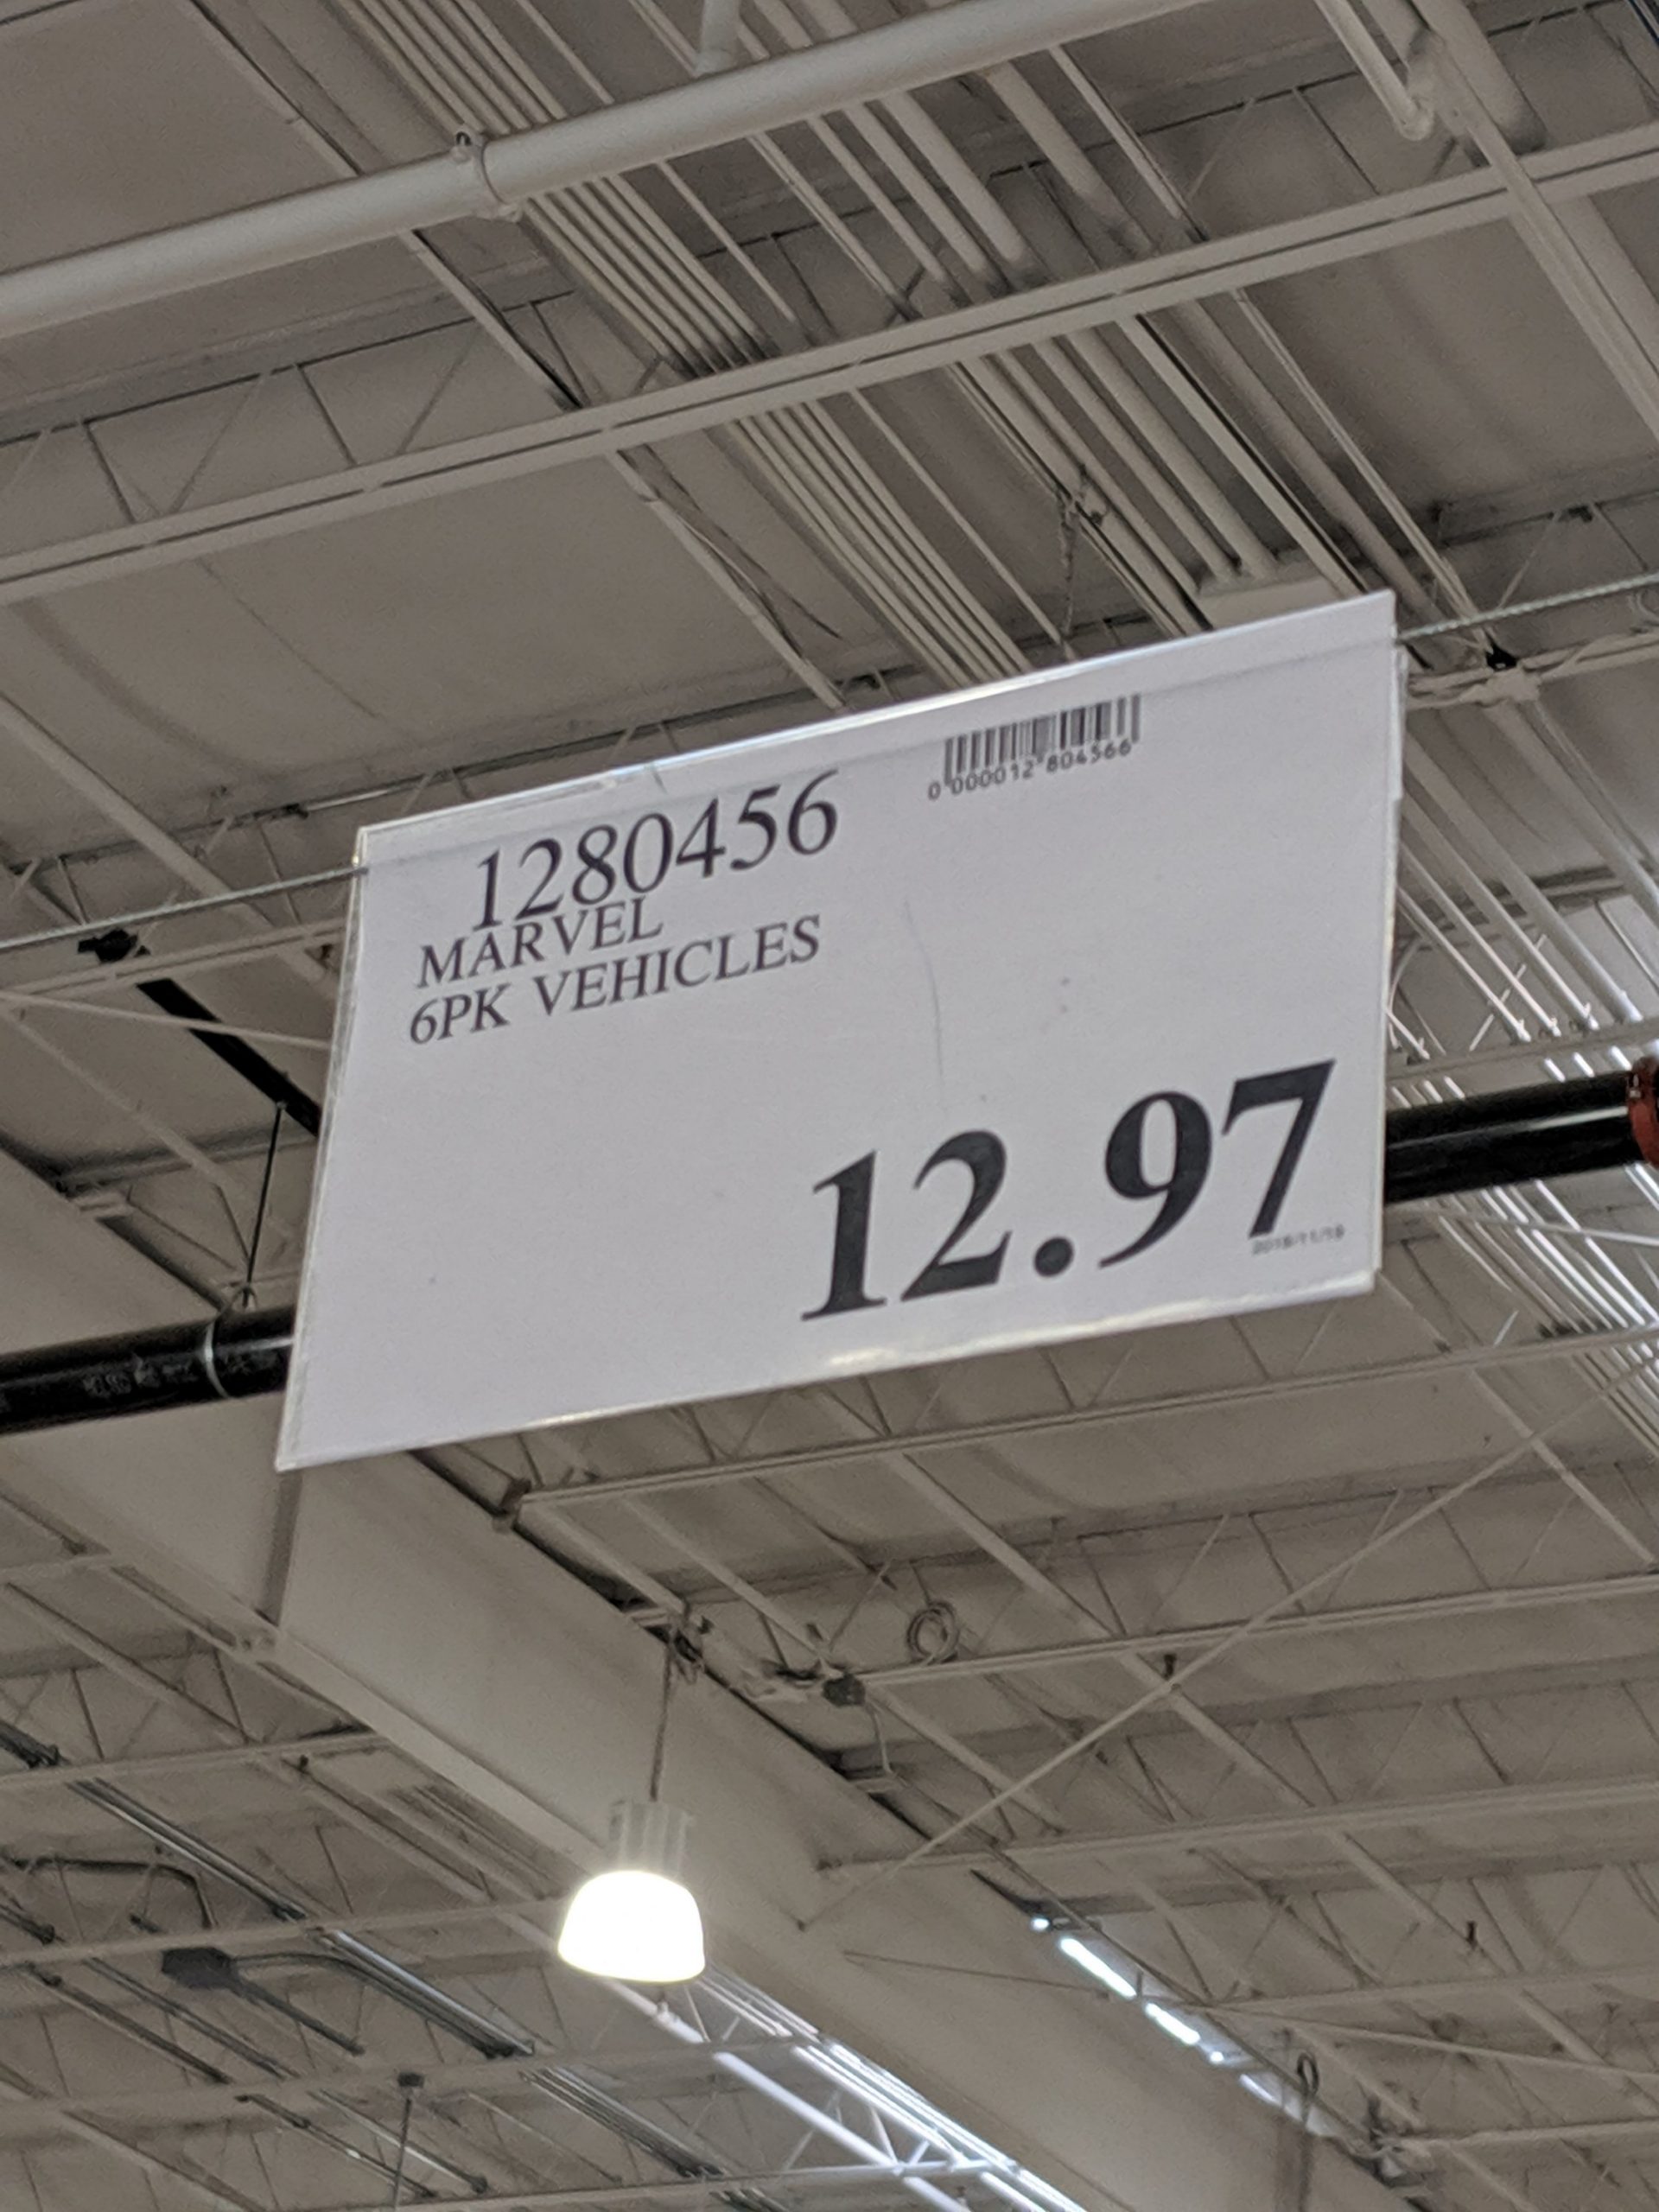 0 000012 804566
1280456
MARVEL
6PK VEHICLES
12.97